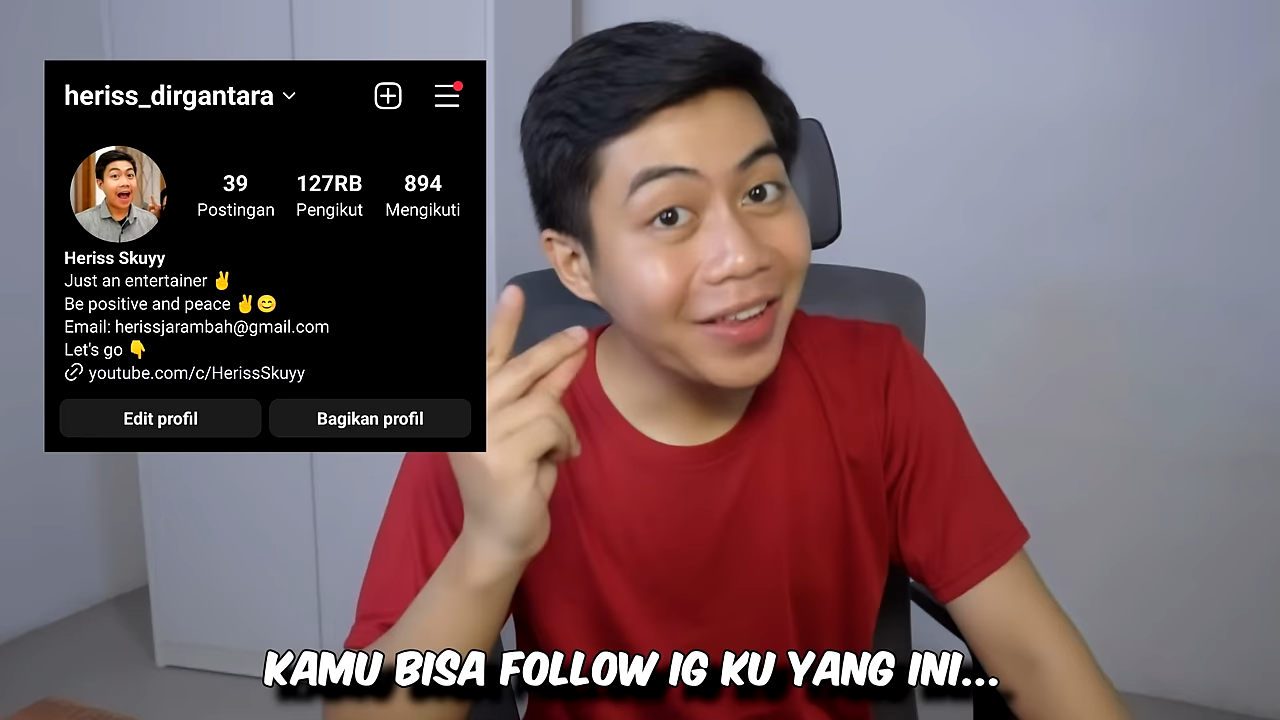 heriss_dirgantara
39 127RB 894
Postingan Pengikut Mengikuti
Heriss Skuyy
Just an entertainer ✌️
Be positive and peace ✌️😊
Email: herissjarambah@gmail.com
Let's go 👇
youtube.com/c/HerissSkuyy
Edit profil Bagikan profil
KAMU BISA FOLLOW IG KU YANG INI...